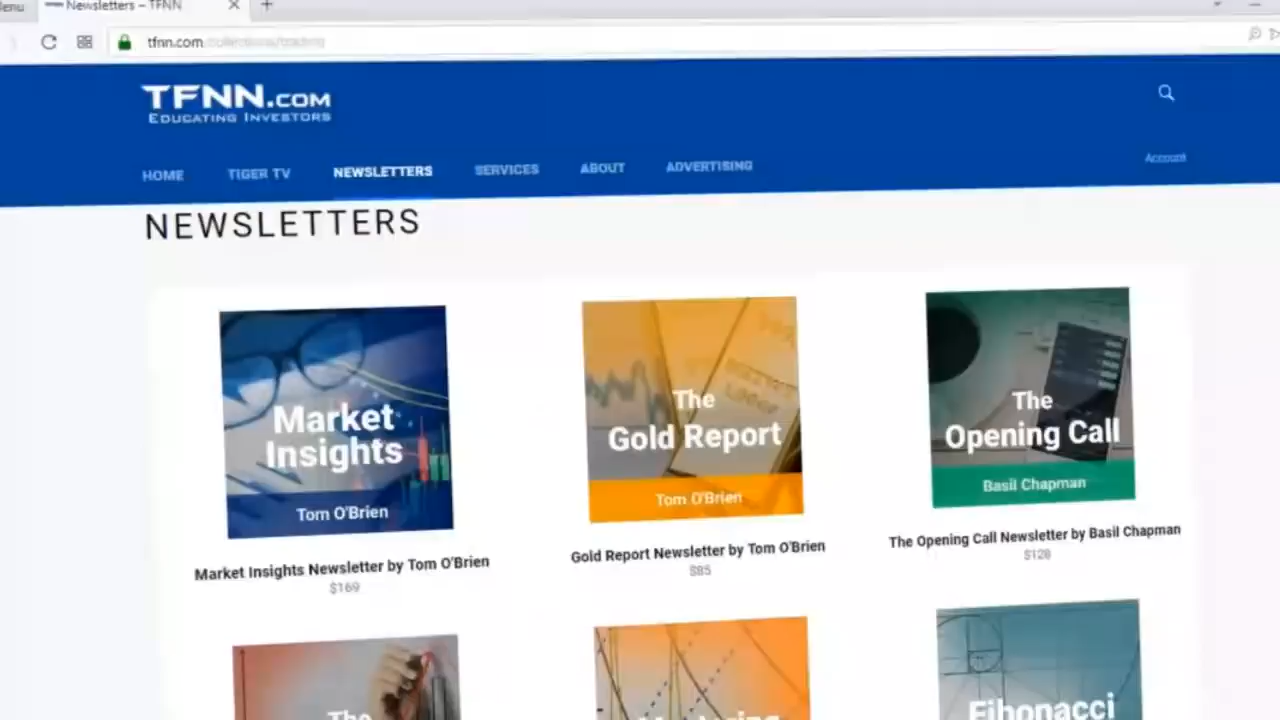 Newsletters – TFNN
tfnn.com
TFNN.COM
EDUCATING INVESTORS
HOME
TIGER TV
NEWSLETTERS
SERVICES
ABOUT
ADVERTISING
Account
NEWSLETTERS
Market
Insights
Tom O'Brien
Market Insights Newsletter by Tom O'Brien
$169
The
Gold Report
Tom O'Brien
Gold Report Newsletter by Tom O'Brien
$85
The
Opening Call
Basil Chapman
The Opening Call Newsletter by Basil Chapman
$128
The
Fibonacci